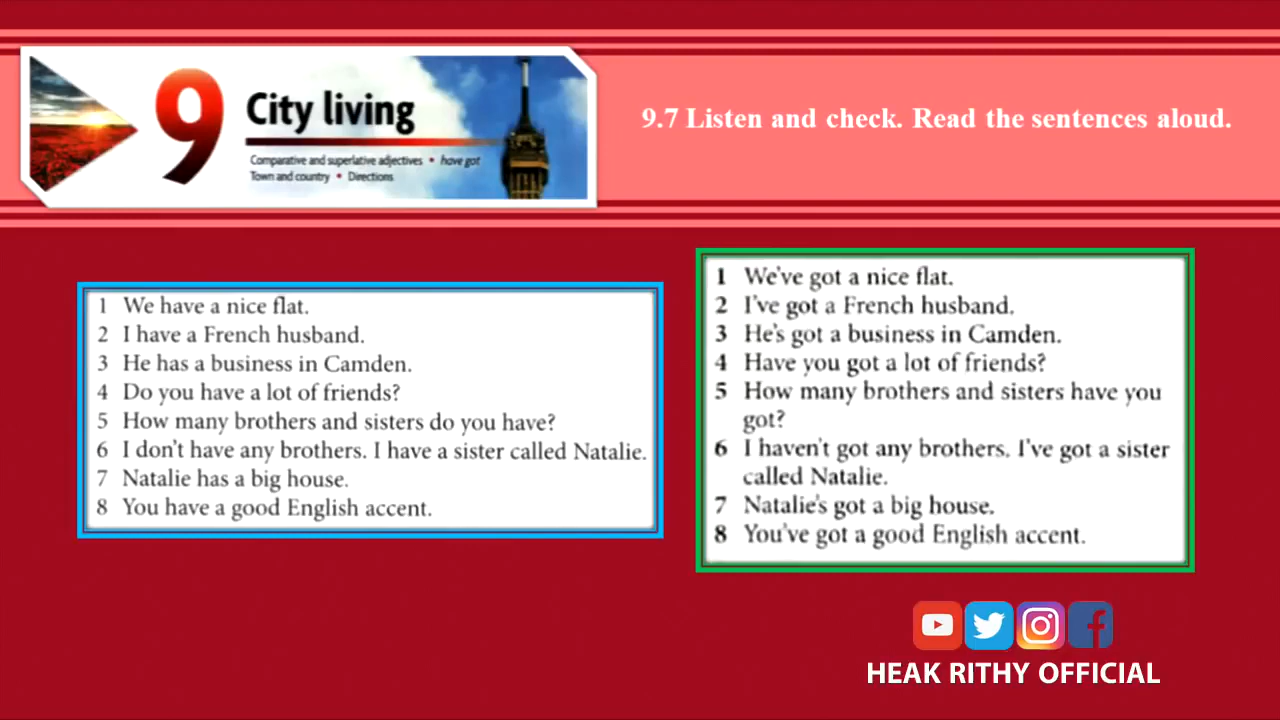 9 City living
Comparative and superlative adjectives • have got
Town and country • Directions
9.7 Listen and check. Read the sentences aloud.
1 We have a nice flat.
2 I have a French husband.
3 He has a business in Camden.
4 Do you have a lot of friends?
5 How many brothers and sisters do you have?
6 I don't have any brothers. I have a sister called Natalie.
7 Natalie has a big house.
8 You have a good English accent.
1 We've got a nice flat.
2 I've got a French husband.
3 He's got a business in Camden.
4 Have you got a lot of friends?
5 How many brothers and sisters have you
got?
6 I haven't got any brothers. I've got a sister
called Natalie.
7 Natalie's got a big house.
8 You've got a good English accent.
HEAK RITHY OFFICIAL